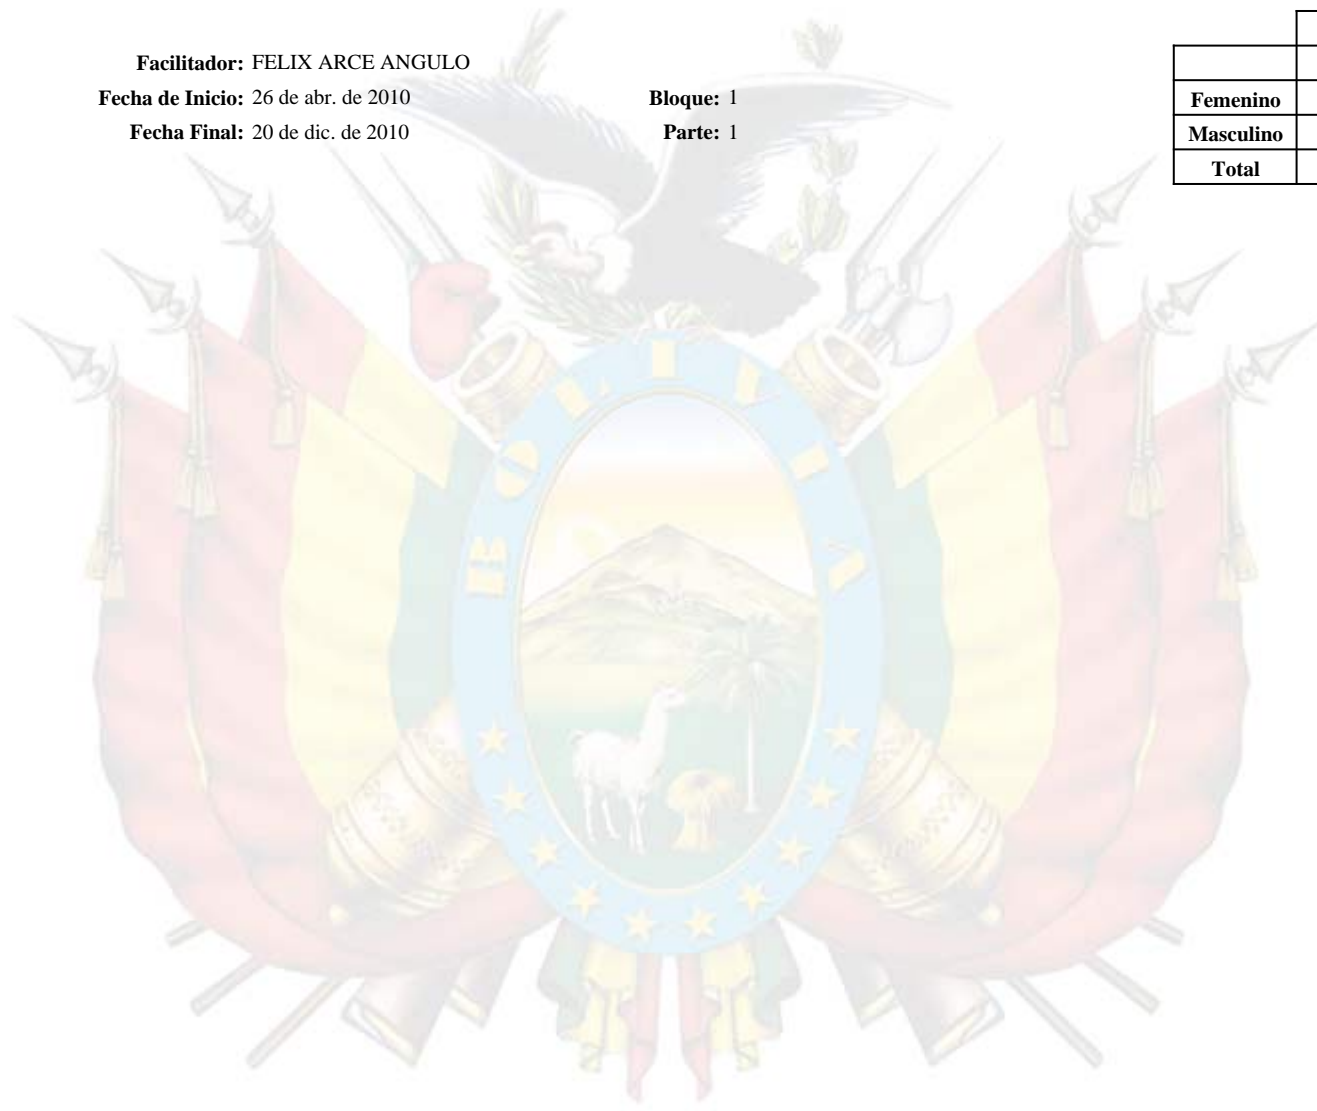 Facilitador: FELIX ARCE ANGULO
Fecha de Inicio: 26 de abr. de 2010 Bloque: 1
Fecha Final: 20 de dic. de 2010 Parte: 1
Femenino
Masculino
Total
BOLIVIA